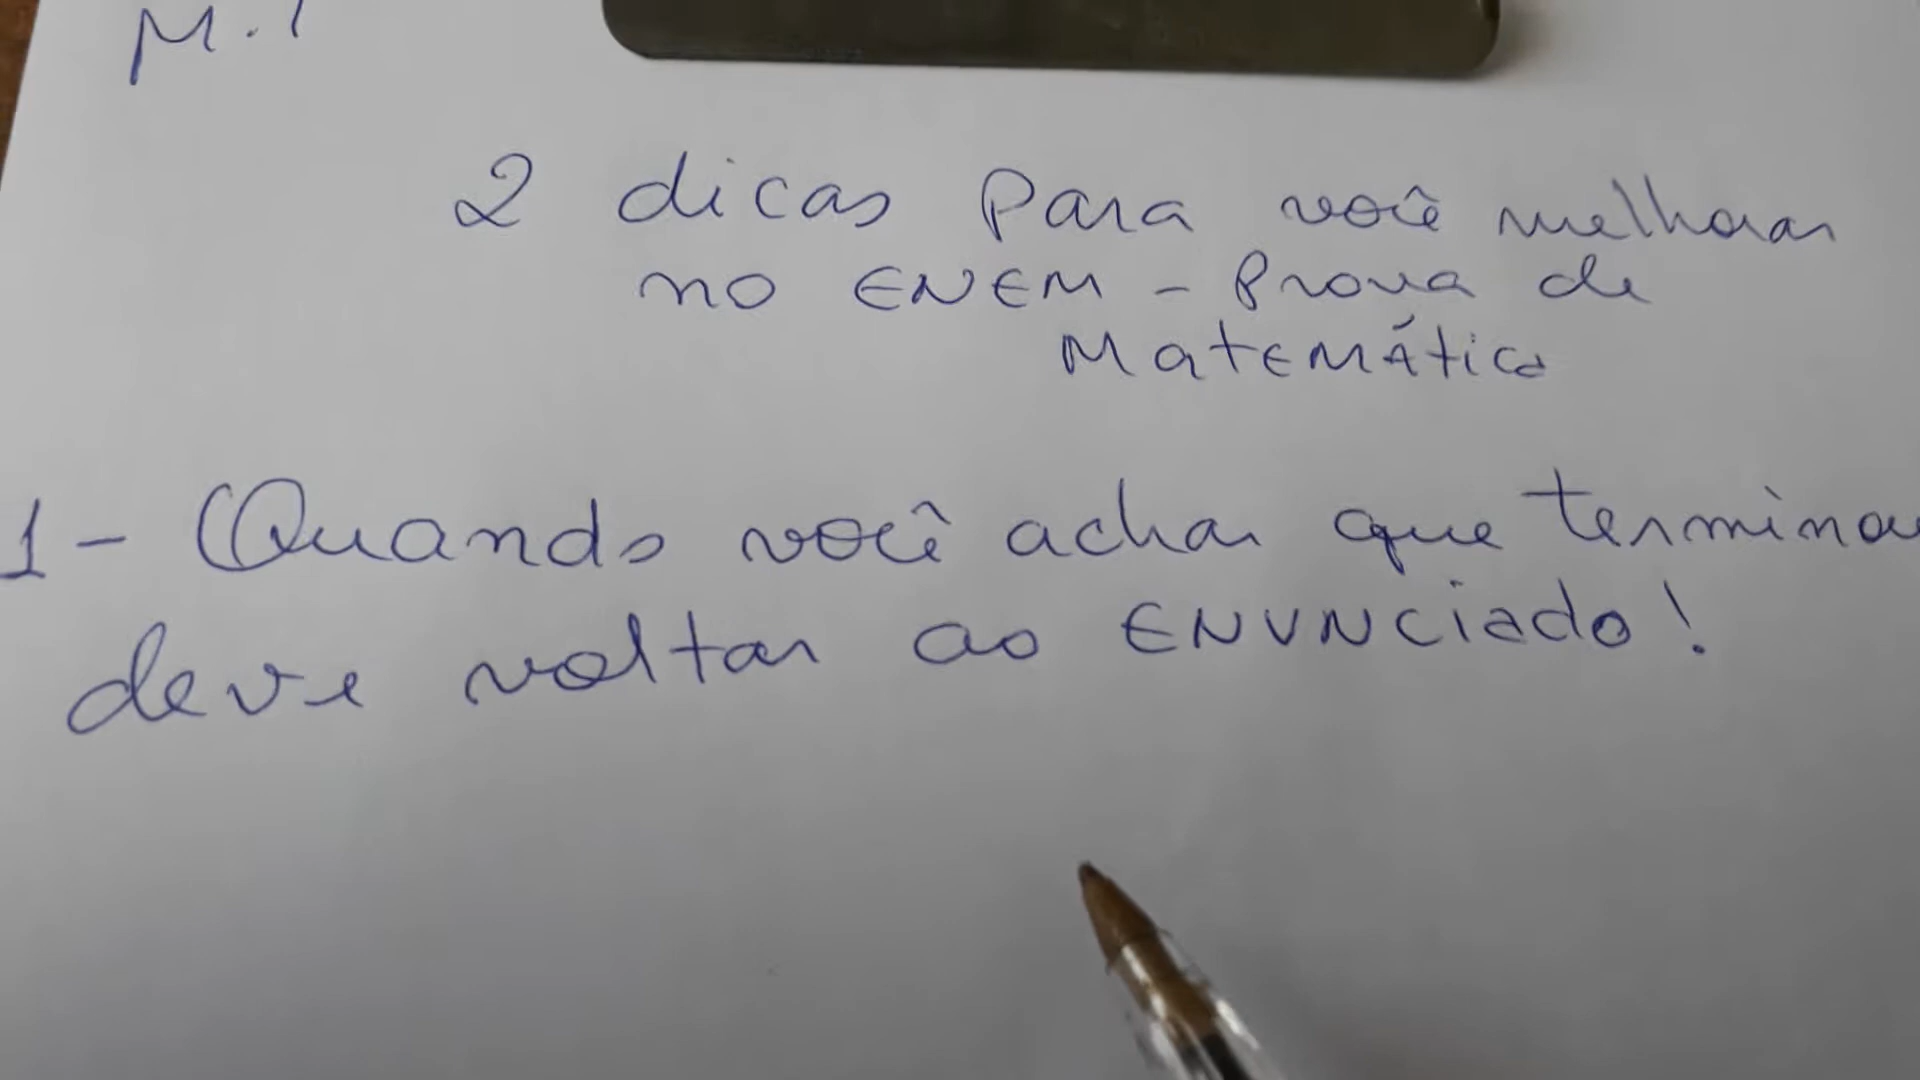 M.
2 dicas Para você melhorar
no ENEM - Prova de
Matemática
1- Quando você achar que
deve voltar ao ENUNciado!